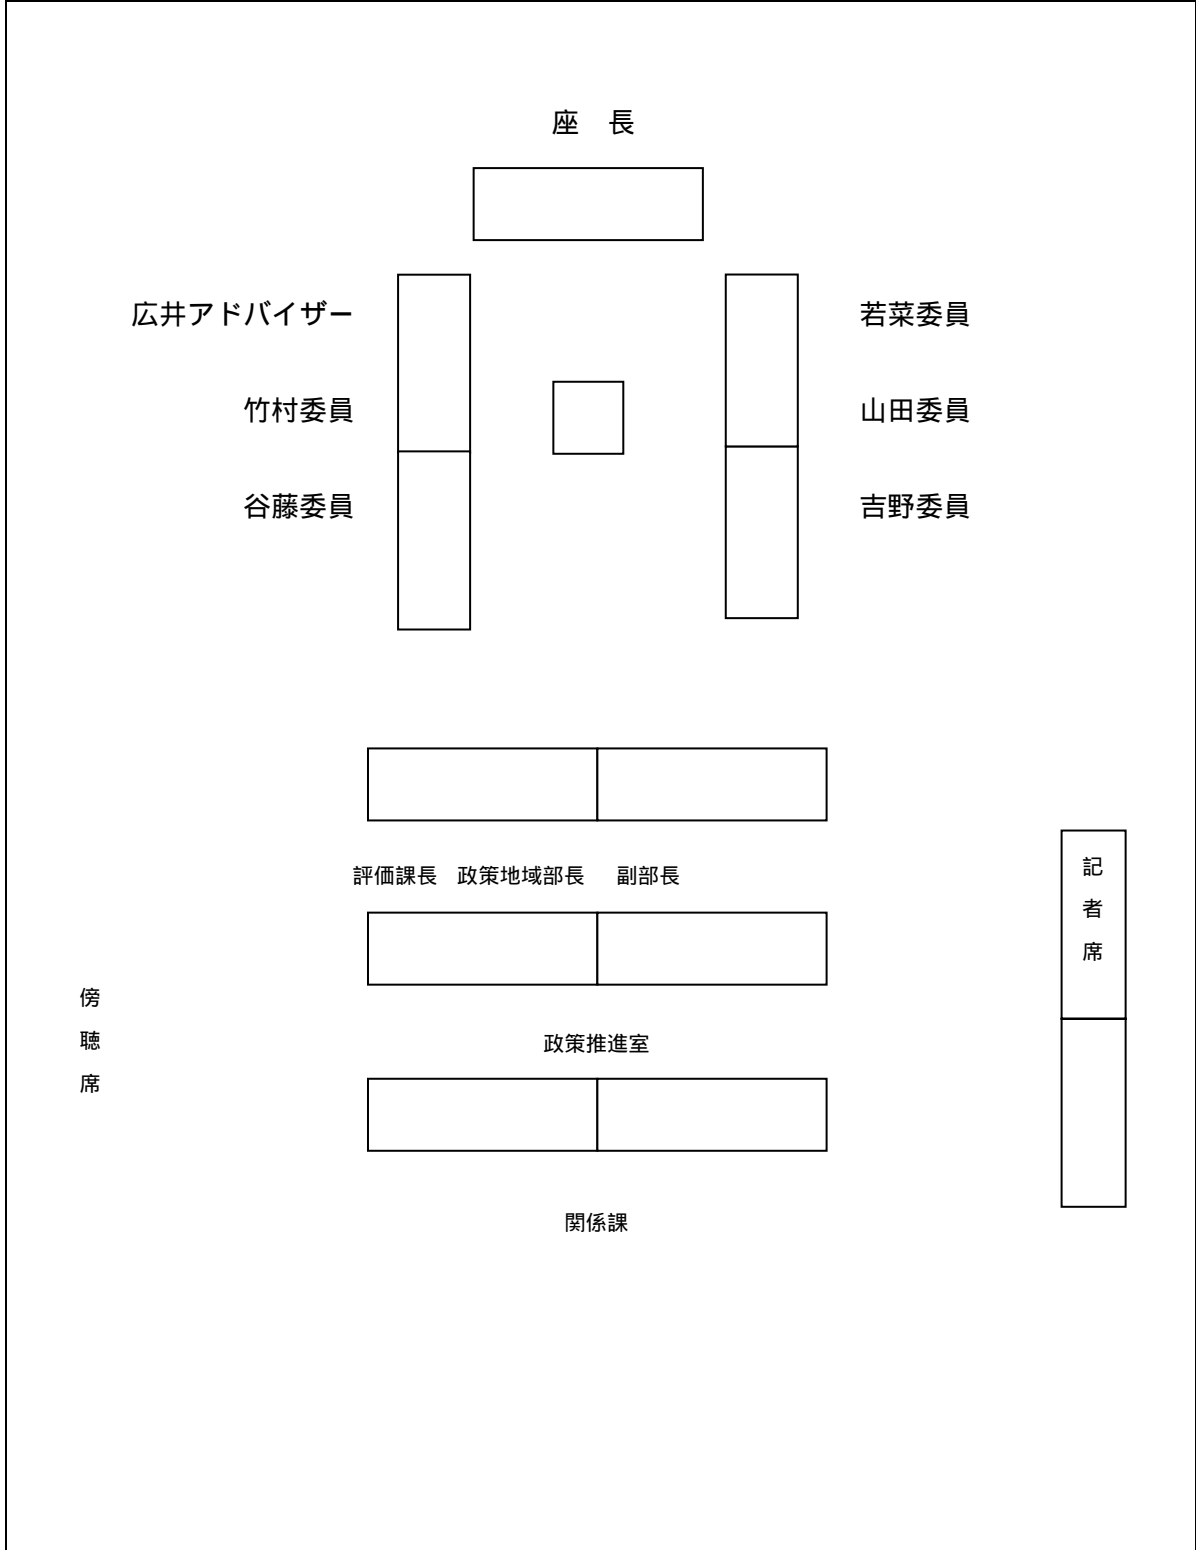 座　長
広井アドバイザー
若菜委員
竹村委員
山田委員
谷藤委員
吉野委員
評価課長　政策地域部長　副部長
記者席
傍聴席
政策推進室
関係課